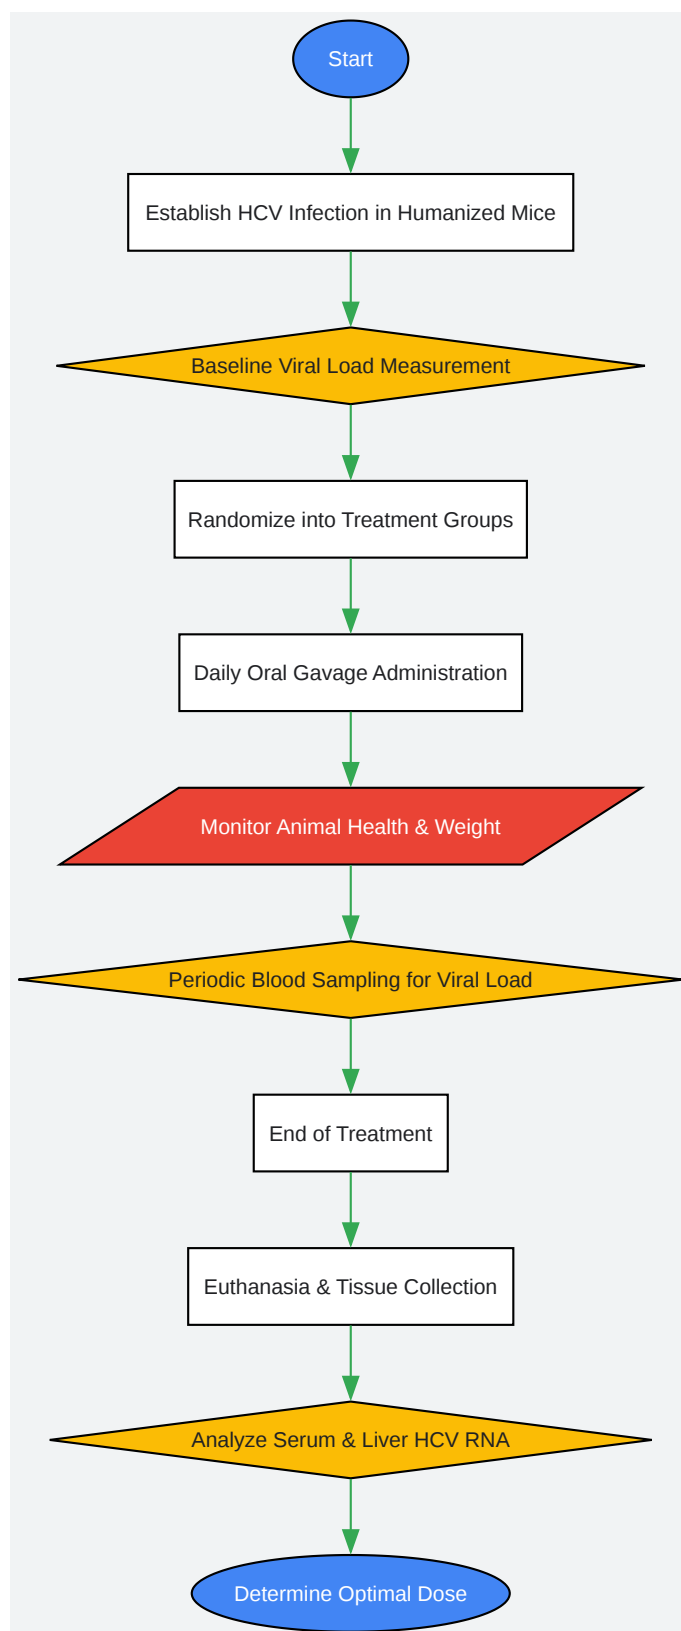 Start
Establish HCV Infection in Humanized Mice
Baseline Viral Load Measurement
Randomize into Treatment Groups
Daily Oral Gavage Administration
Monitor Animal Health & Weight
Periodic Blood Sampling for Viral Load
End of Treatment
Euthanasia & Tissue Collection
Analyze Serum & Liver HCV RNA
Determine Optimal Dose